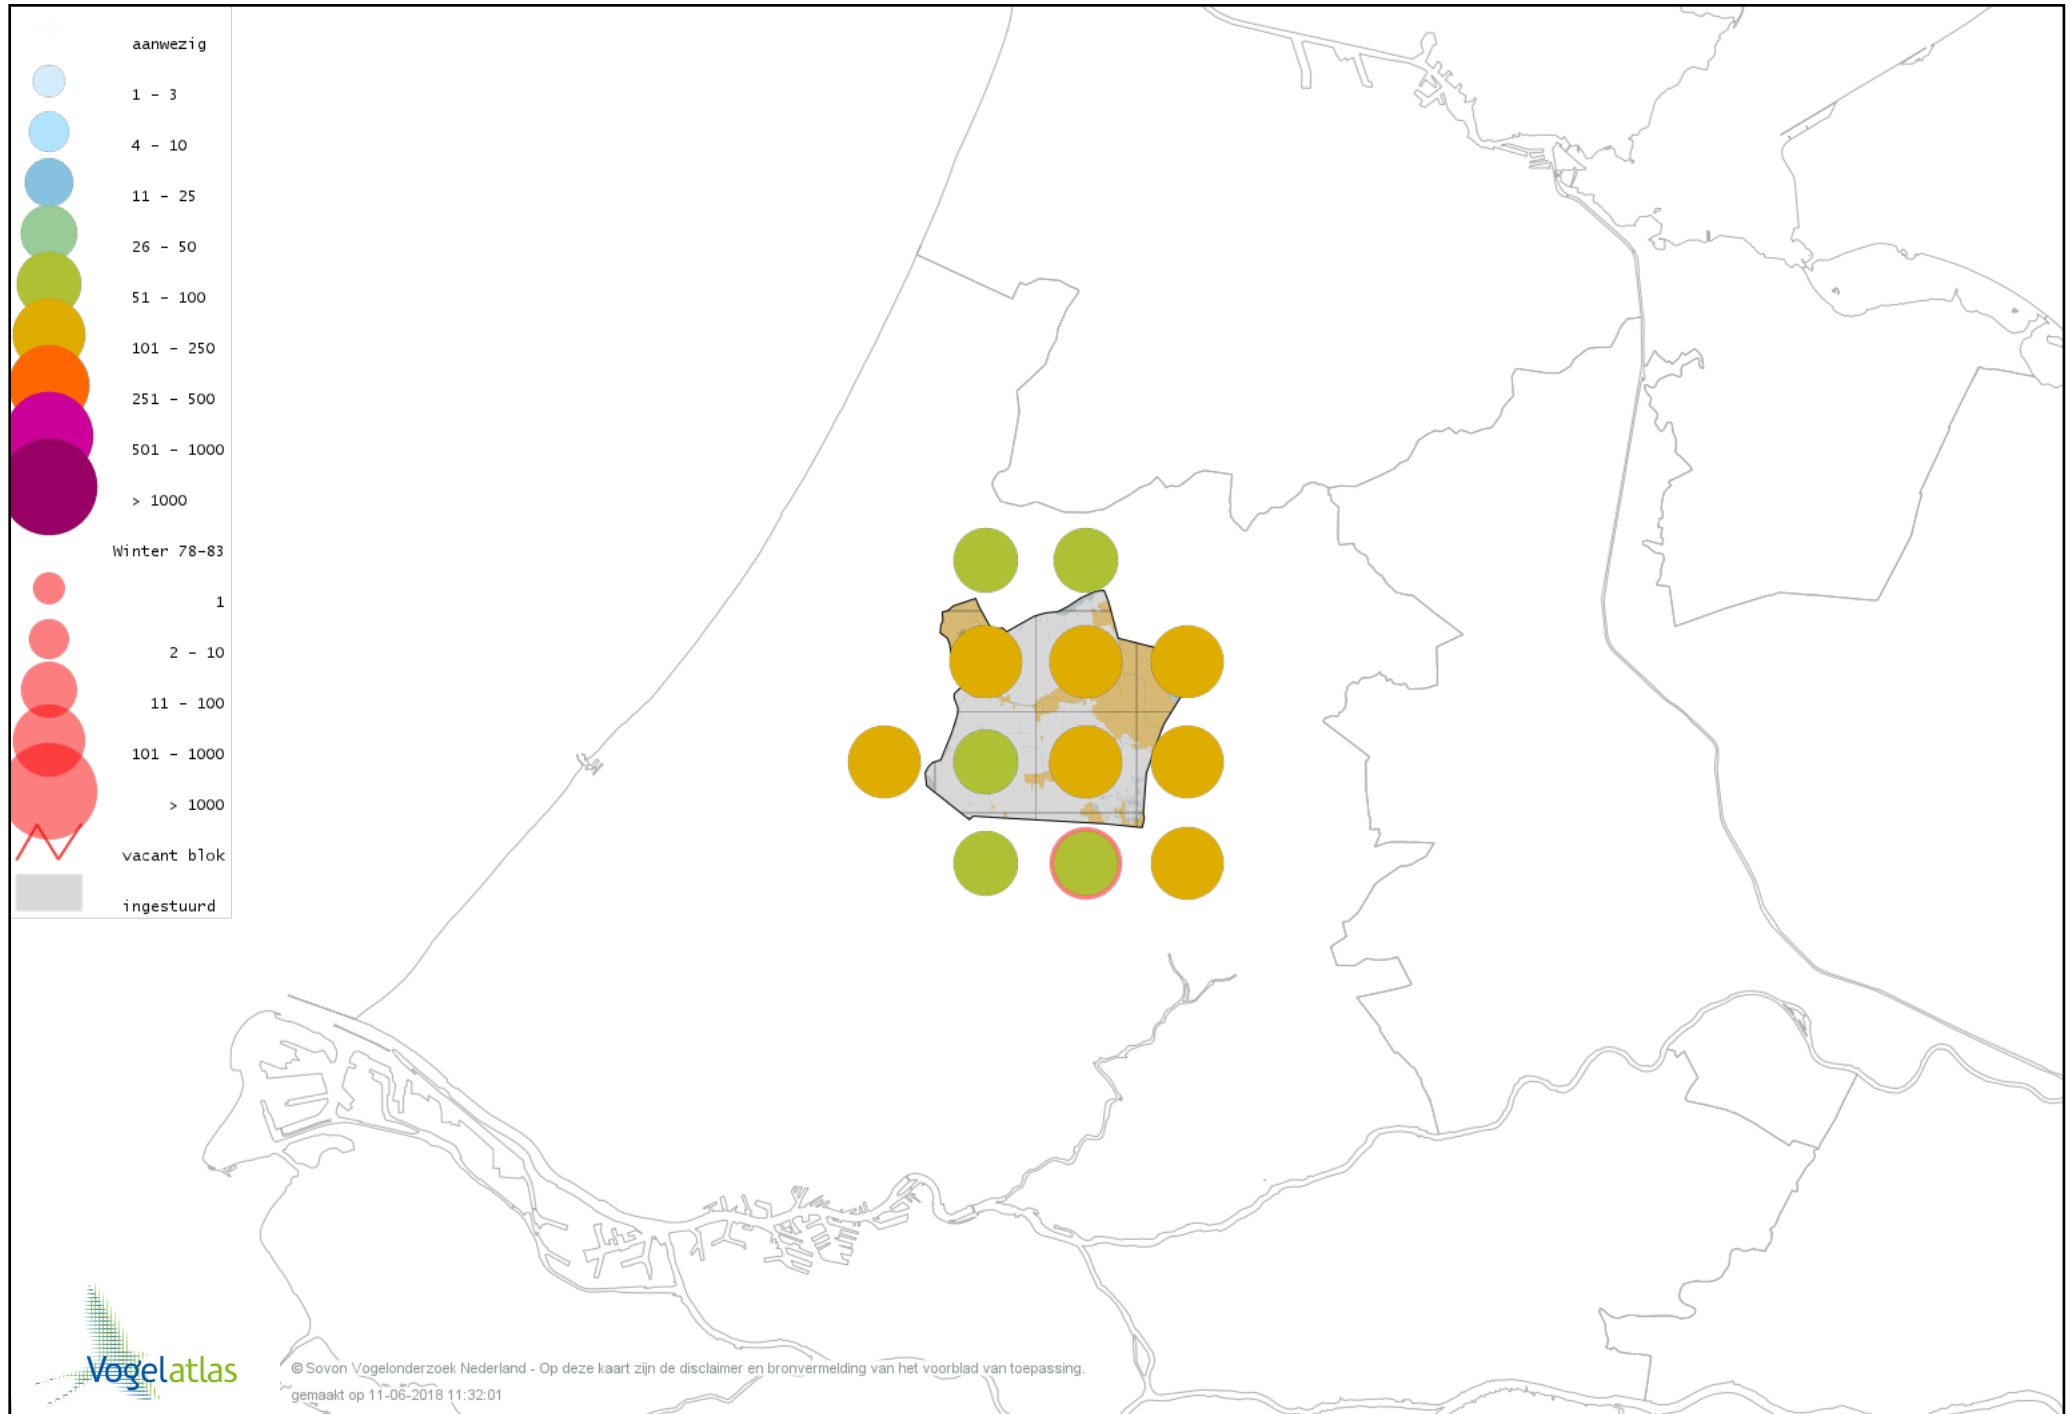 aanwezig
1 - 3
4 - 10
11 - 25
26 - 50
51 - 100
101 - 250
251 - 500
501 - 1000
> 1000
Winter 78-83
1
2 - 10
11 - 100
101 - 1000
> 1000
vacant blok
ingestuurd
Vogelatlas
© Sovon Vogelonderzoek Nederland - Op deze kaart zijn de disclaimer en bronvermelding van het voorblad van toepassing.
gemaakt op 11-06-2018 11:32:01